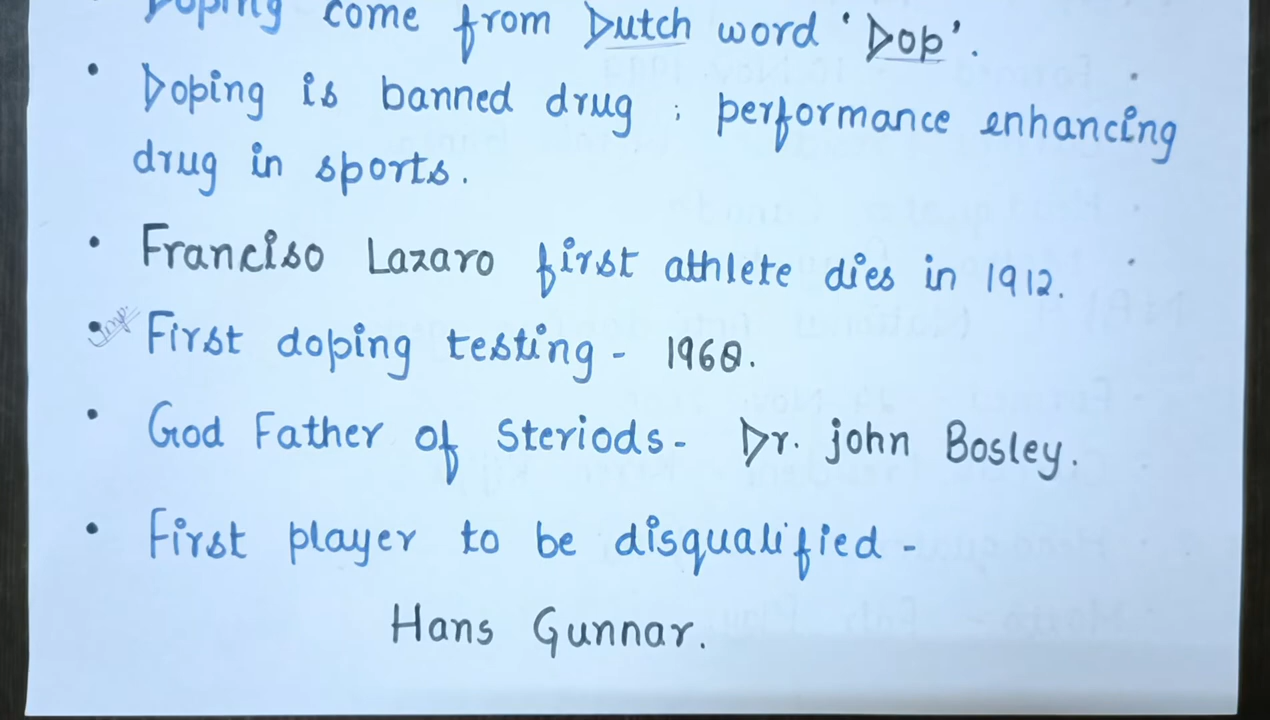 Doping come from Dutch word 'Dop'.
• Doping is banned drug ; performance enhancing
drug in sports.
• Franciso Lazaro first athlete dies in 1912.
Imp. • First doping testing - 1968.
• God Father of Steriods - Dr. john Bosley.
• First player to be disqualified -
Hans Gunnar.